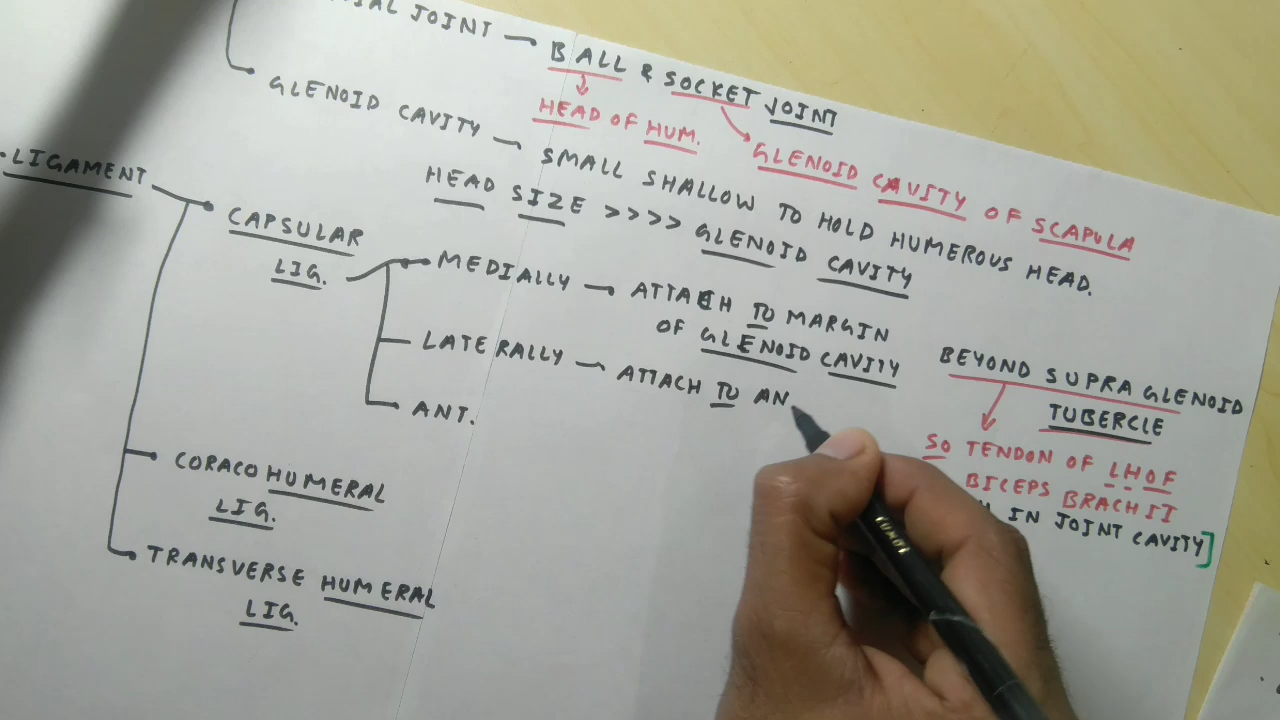 JOINT — BALL & SOCKET JOINT
HEAD OF HUM.
GLENOID CAVITY OF SCAPULA
GLENOID CAVITY — SMALL SHALLOW TO HOLD HUMEROUS HEAD.
HEAD SIZE >>>> GLENOID CAVITY
LIGAMENT
CAPSULAR
LIG.
MEDIALLY — ATTACH TO MARGIN
OF GLENOID CAVITY
BEYOND SUPRA GLENOID
TUBERCLE
SO TENDON OF LHOF
BICEPS BRACHII
IN JOINT CAVITY]
LATERALLY — ATTACH TO AN
ANT.
CORACO HUMERAL
LIG.
TRANSVERSE HUMERAL
LIG.